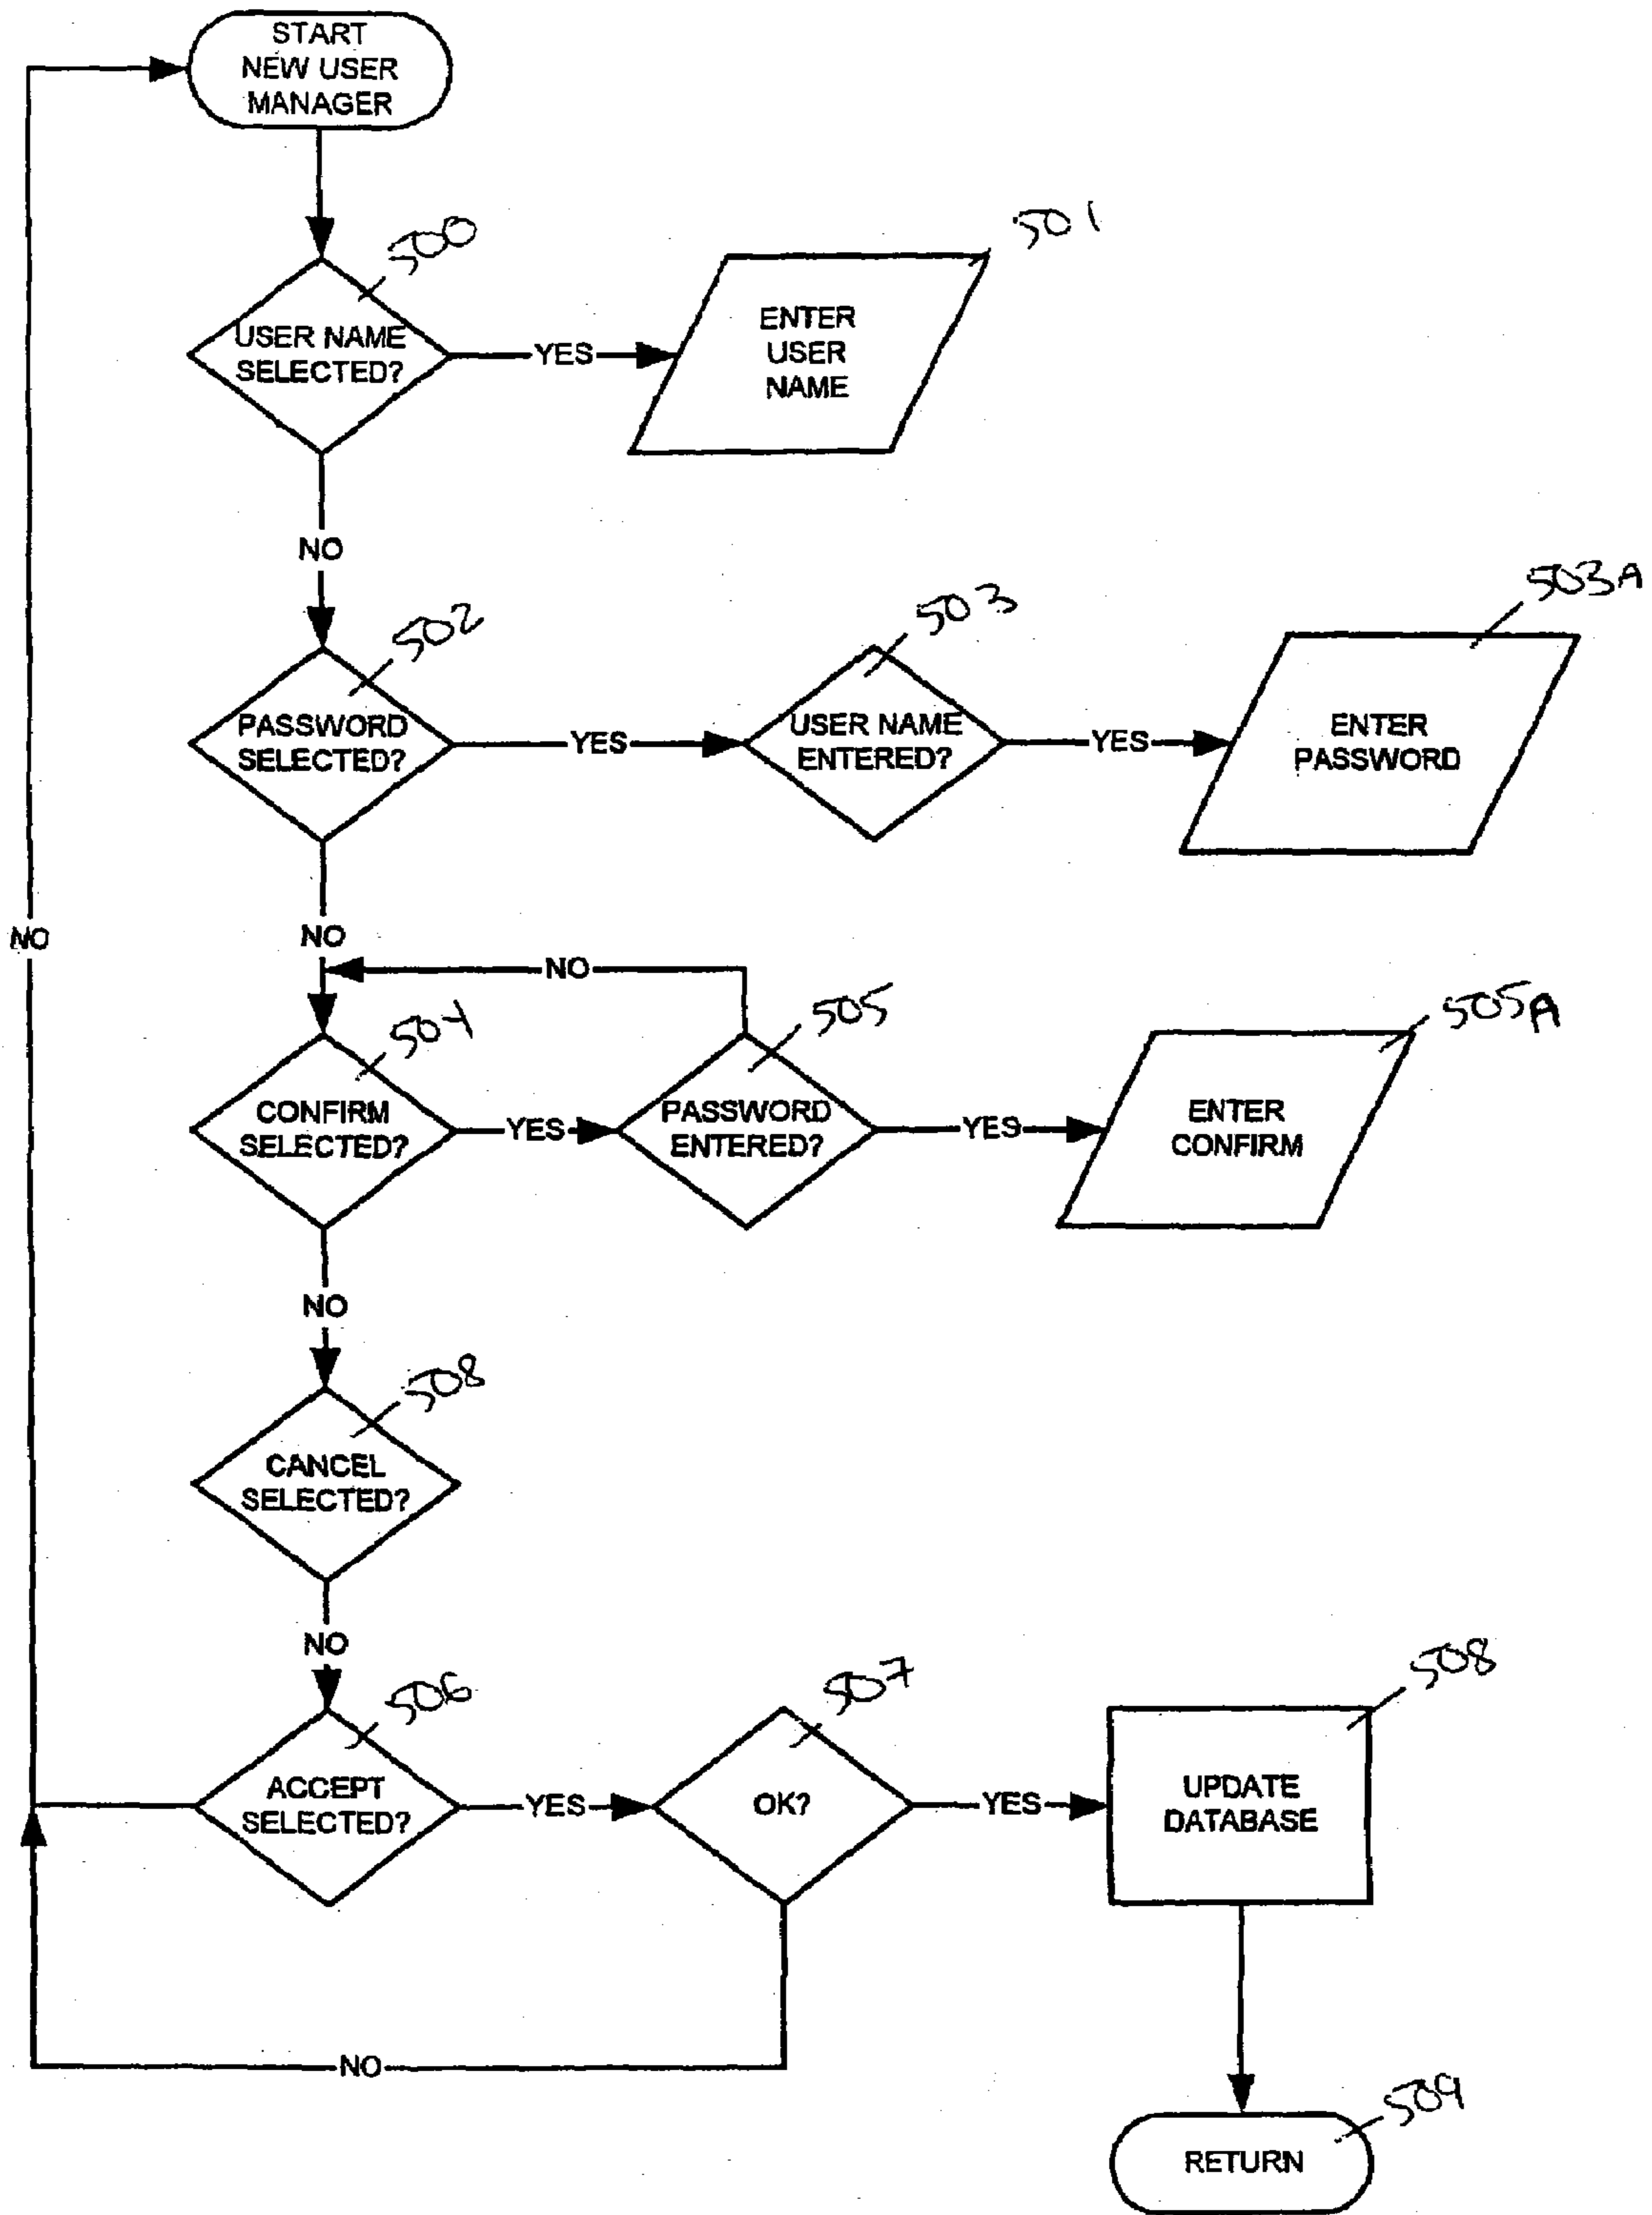 START
NEW USER
MANAGER
500
501
USER NAME
SELECTED?
YES
ENTER
USER
NAME
NO
502
503
503A
PASSWORD
SELECTED?
YES
USER NAME
ENTERED?
YES
ENTER
PASSWORD
NO
NO
NO
504
505
505A
CONFIRM
SELECTED?
YES
PASSWORD
ENTERED?
YES
ENTER
CONFIRM
NO
508
CANCEL
SELECTED?
NO
506
507
508
ACCEPT
SELECTED?
YES
OK?
YES
UPDATE
DATABASE
NO
509
RETURN